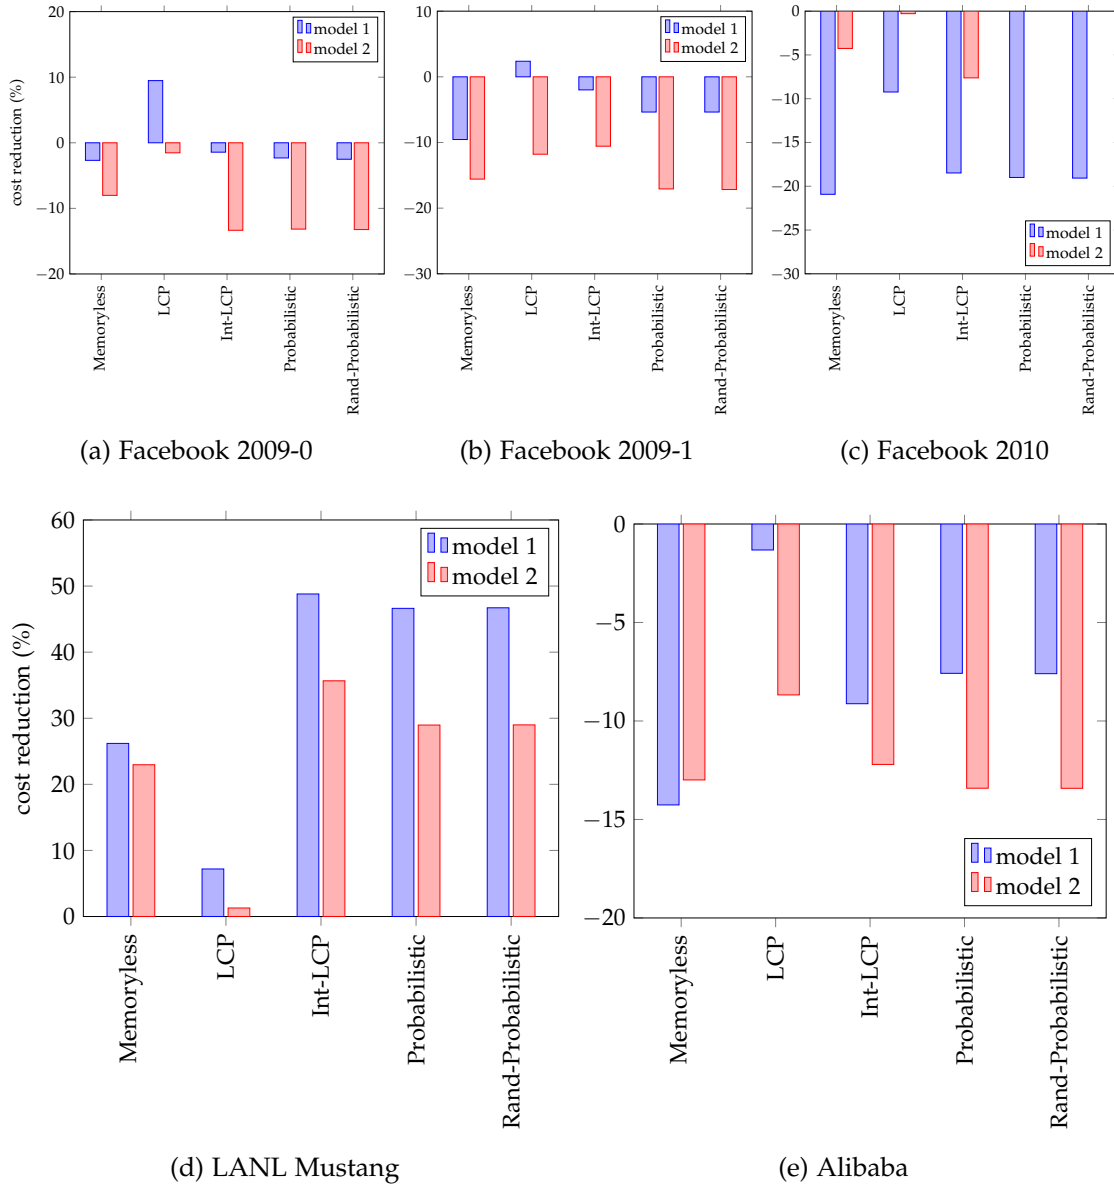 20
10
0
−10
−20
cost reduction (%)
model 1
model 2
Memoryless
LCP
Int-LCP
Probabilistic
Rand-Probabilistic
(a) Facebook 2009-0
10
0
−10
−20
−30
model 1
model 2
Memoryless
LCP
Int-LCP
Probabilistic
Rand-Probabilistic
(b) Facebook 2009-1
0
−5
−10
−15
−20
−25
−30
model 1
model 2
Memoryless
LCP
Int-LCP
Probabilistic
Rand-Probabilistic
(c) Facebook 2010
60
50
40
30
20
10
0
cost reduction (%)
model 1
model 2
Memoryless
LCP
Int-LCP
Probabilistic
Rand-Probabilistic
(d) LANL Mustang
0
−5
−10
−15
−20
model 1
model 2
Memoryless
LCP
Int-LCP
Probabilistic
Rand-Probabilistic
(e) Alibaba